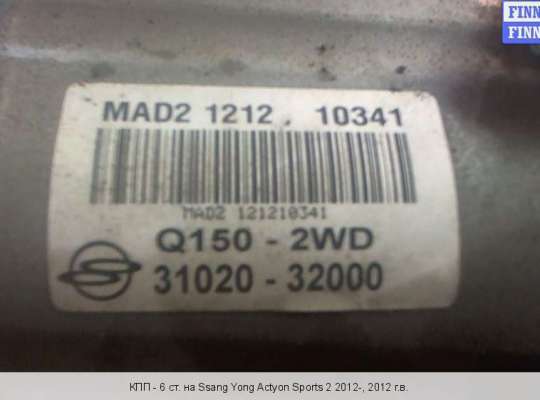 FINN
FINN
MAD2 1212 . 10341
MAD2 121210341
Q150 - 2WD
31020 - 32000
КПП - 6 ст. на Ssang Yong Actyon Sports 2 2012-, 2012 г.в.